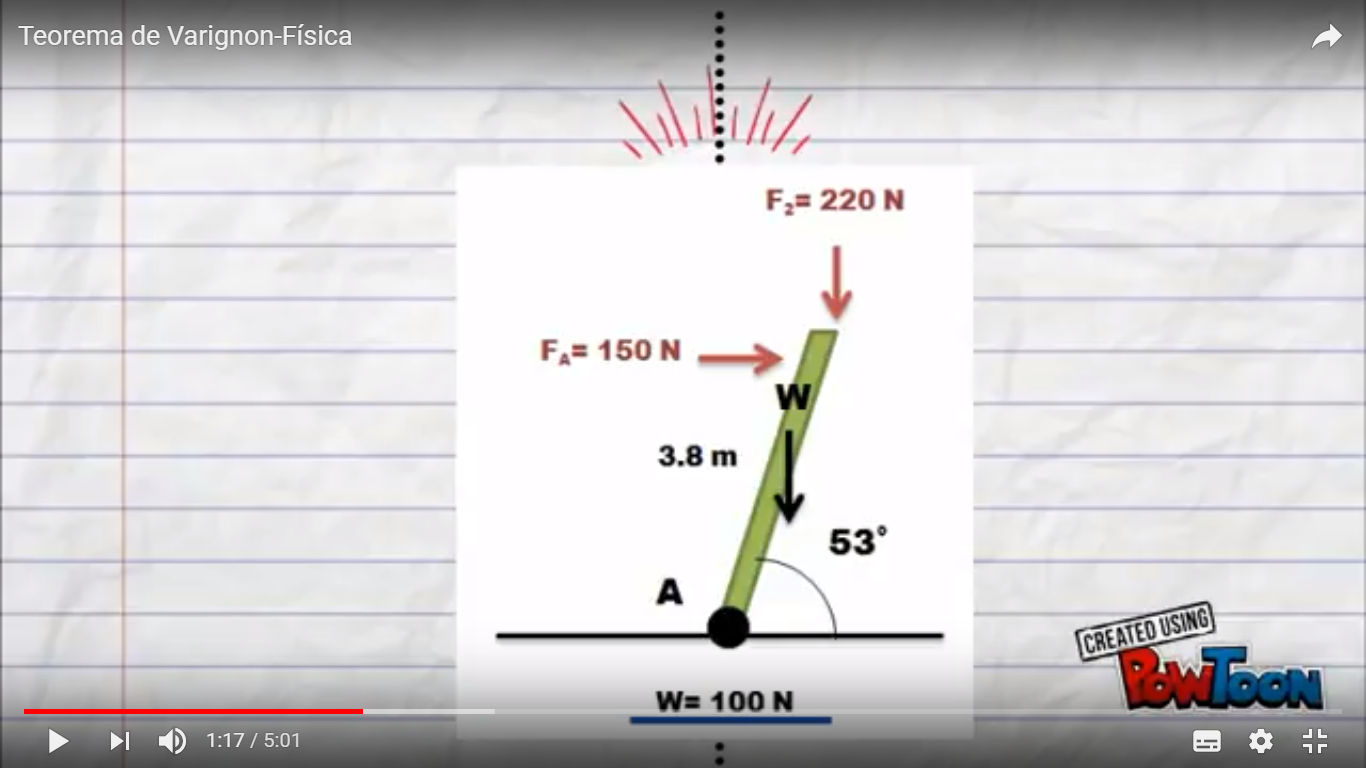 Teorema de Varignon-Física
F₂= 220 N
Fₐ= 150 N
W
3.8 m
53°
A
W= 100 N
CREATED USING
POWTOON
1:17 / 5:01